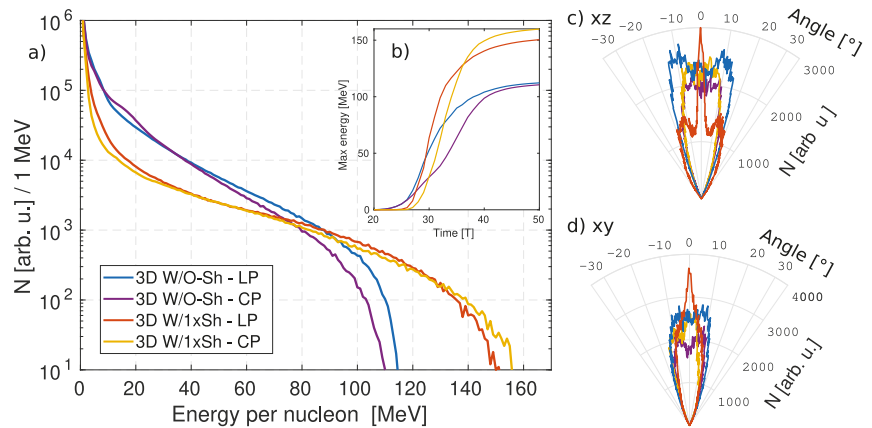 a)
N [arb. u.] / 1 MeV
10^6
10^5
10^4
10^3
10^2
10^1
0
20
40
60
80
100
120
140
160
Energy per nucleon [MeV]
3D W/O-Sh - LP
3D W/O-Sh - CP
3D W/1xSh - LP
3D W/1xSh - CP
b)
Max energy [MeV]
150
100
50
0
20
30
40
50
Time [T]
c) xz
Angle [°]
-30
-20
-10
0
10
20
30
3000
2000
1000
N [arb. u]
d) xy
Angle [°]
-30
-20
-10
0
10
20
30
4000
3000
2000
1000
N [arb. u.]